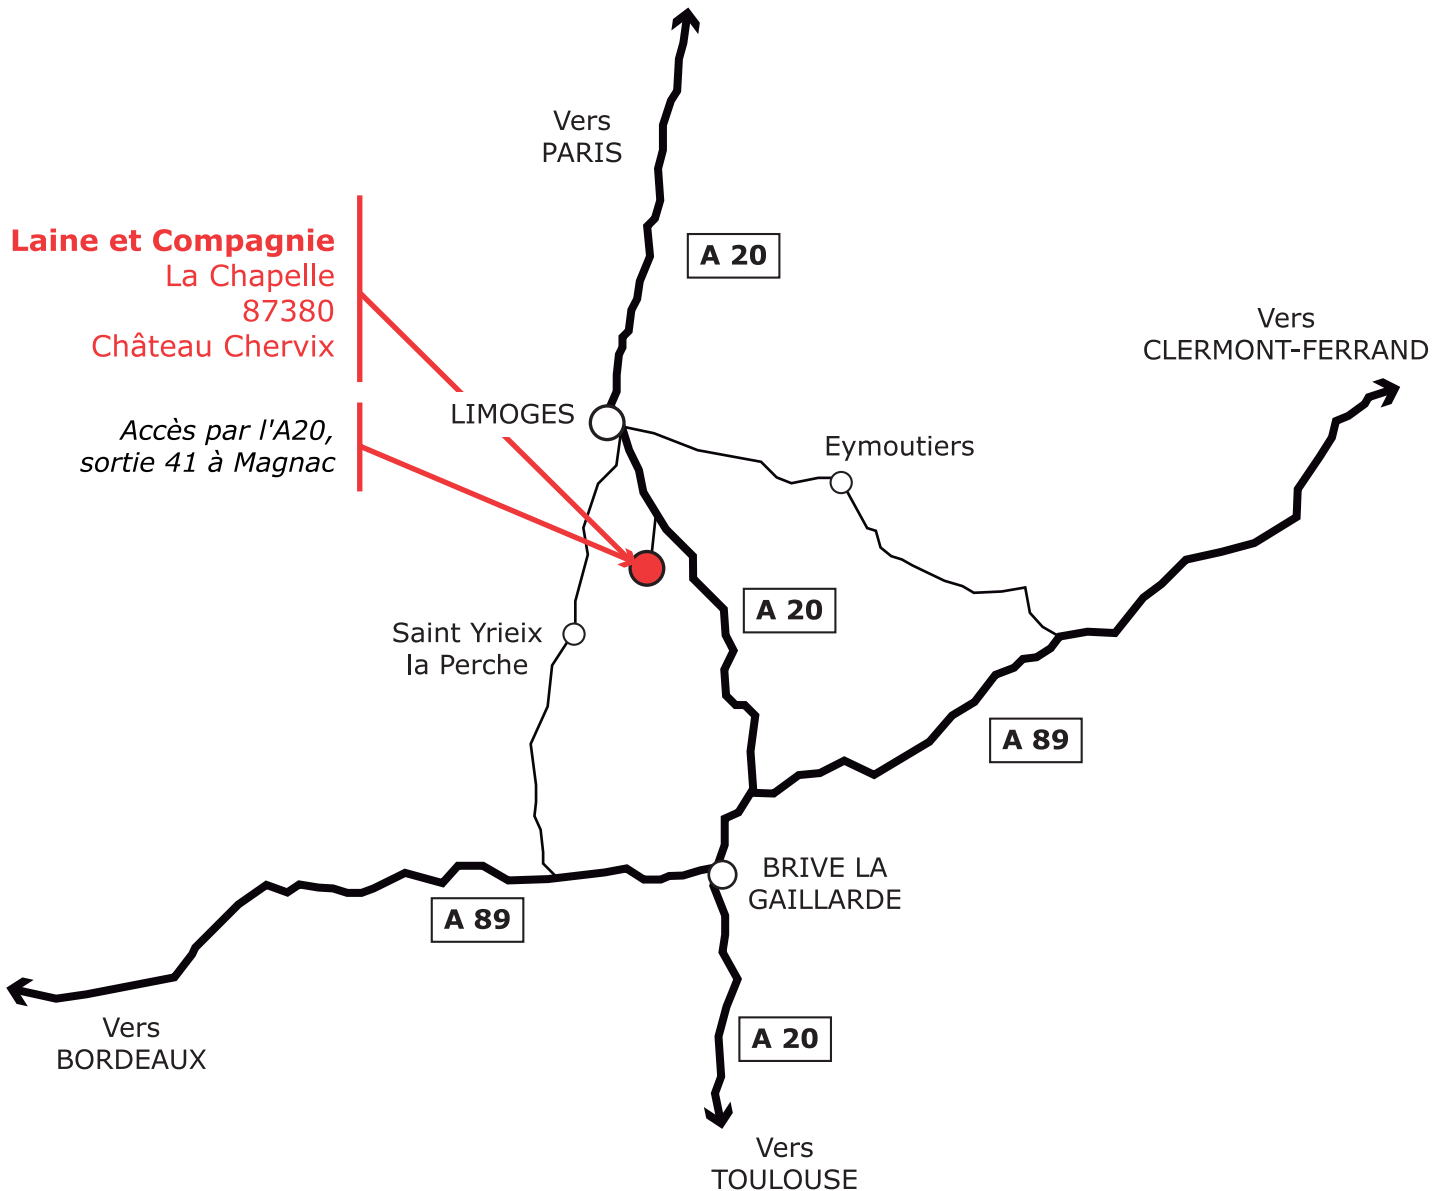 Vers
PARIS
A 20
Laine et Compagnie
La Chapelle
87380
Château Chervix
Vers
CLERMONT-FERRAND
Accès par l'A20,
sortie 41 à Magnac
LIMOGES
Eymoutiers
A 20
Saint Yrieix
la Perche
A 89
BRIVE LA
GAILLARDE
A 89
Vers
BORDEAUX
A 20
Vers
TOULOUSE